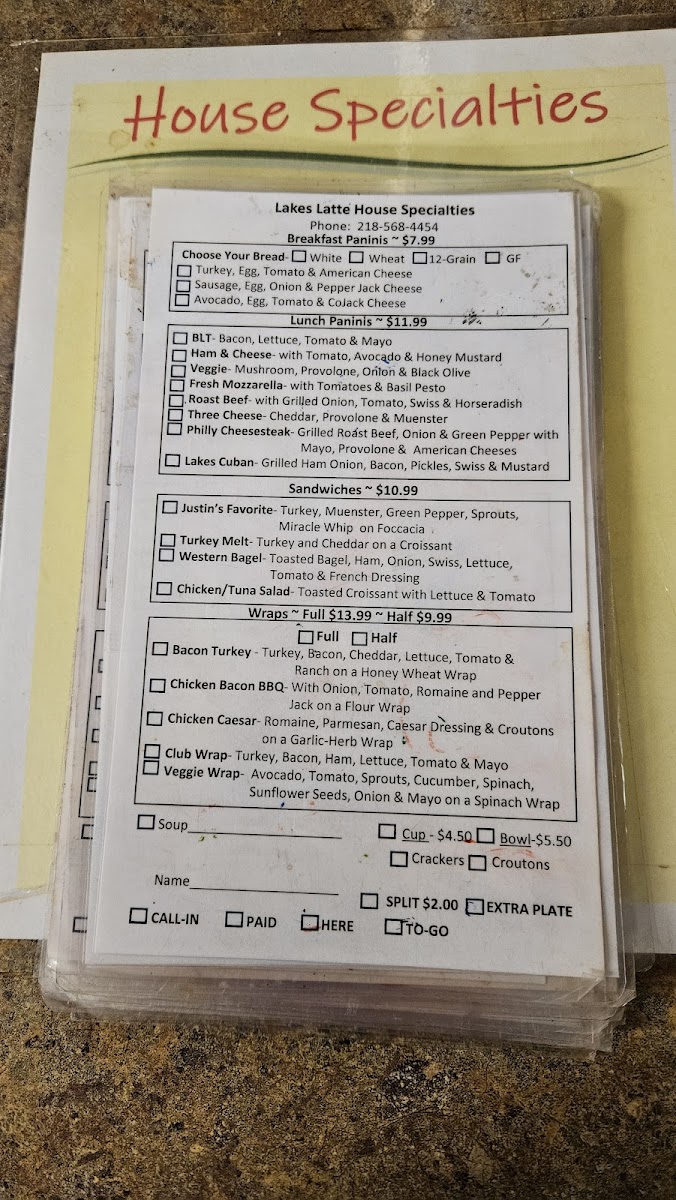 House Specialties
Lakes Latte House Specialties
Phone: 218-568-4454
Breakfast Paninis ~ $7.99
Choose Your Bread- White Wheat 12-Grain GF
Turkey, Egg, Tomato & American Cheese
Sausage, Egg, Onion & Pepper Jack Cheese
Avocado, Egg, Tomato & CoJack Cheese
Lunch Paninis ~ $11.99
BLT- Bacon, Lettuce, Tomato & Mayo
Ham & Cheese- with Tomato, Avocado & Honey Mustard
Veggie- Mushroom, Provolone, Onion & Black Olive
Fresh Mozzarella- with Tomatoes & Basil Pesto
Roast Beef- with Grilled Onion, Tomato, Swiss & Horseradish
Three Cheese- Cheddar, Provolone & Muenster
Philly Cheesesteak- Grilled Roast Beef, Onion & Green Pepper with
Mayo, Provolone & American Cheeses
Lakes Cuban- Grilled Ham Onion, Bacon, Pickles, Swiss & Mustard
Sandwiches ~ $10.99
Justin's Favorite- Turkey, Muenster, Green Pepper, Sprouts,
Miracle Whip on Foccacia
Turkey Melt- Turkey and Cheddar on a Croissant
Western Bagel- Toasted Bagel, Ham, Onion, Swiss, Lettuce,
Tomato & French Dressing
Chicken/Tuna Salad- Toasted Croissant with Lettuce & Tomato
Wraps ~ Full $13.99 ~ Half $9.99
Full Half
Bacon Turkey - Turkey, Bacon, Cheddar, Lettuce, Tomato &
Ranch on a Honey Wheat Wrap
Chicken Bacon BBQ- With Onion, Tomato, Romaine and Pepper
Jack on a Flour Wrap
Chicken Caesar- Romaine, Parmesan, Caesar Dressing & Croutons
on a Garlic-Herb Wrap
Club Wrap- Turkey, Bacon, Ham, Lettuce, Tomato & Mayo
Veggie Wrap- Avocado, Tomato, Sprouts, Cucumber, Spinach,
Sunflower Seeds, Onion & Mayo on a Spinach Wrap
Soup Cup - $4.50 Bowl-$5.50
Crackers Croutons
Name
SPLIT $2.00 EXTRA PLATE
CALL-IN PAID HERE TO-GO